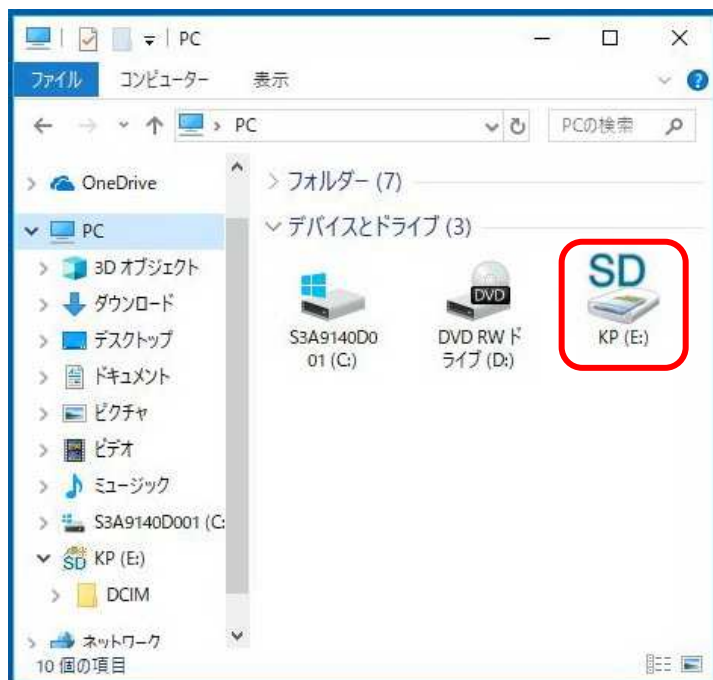 PC
ファイル コンピューター 表示
PC
PCの検索
OneDrive
PC
3D オブジェクト
ダウンロード
デスクトップ
ドキュメント
ピクチャ
ビデオ
ミュージック
S3A9140D001 (C:
SD KP (E:)
DCIM
ネットワーク
フォルダー (7)
デバイスとドライブ (3)
S3A9140D0
01 (C:)
DVD
DVD RW ド
ライブ (D:)
SD
KP (E:)
10 個の項目